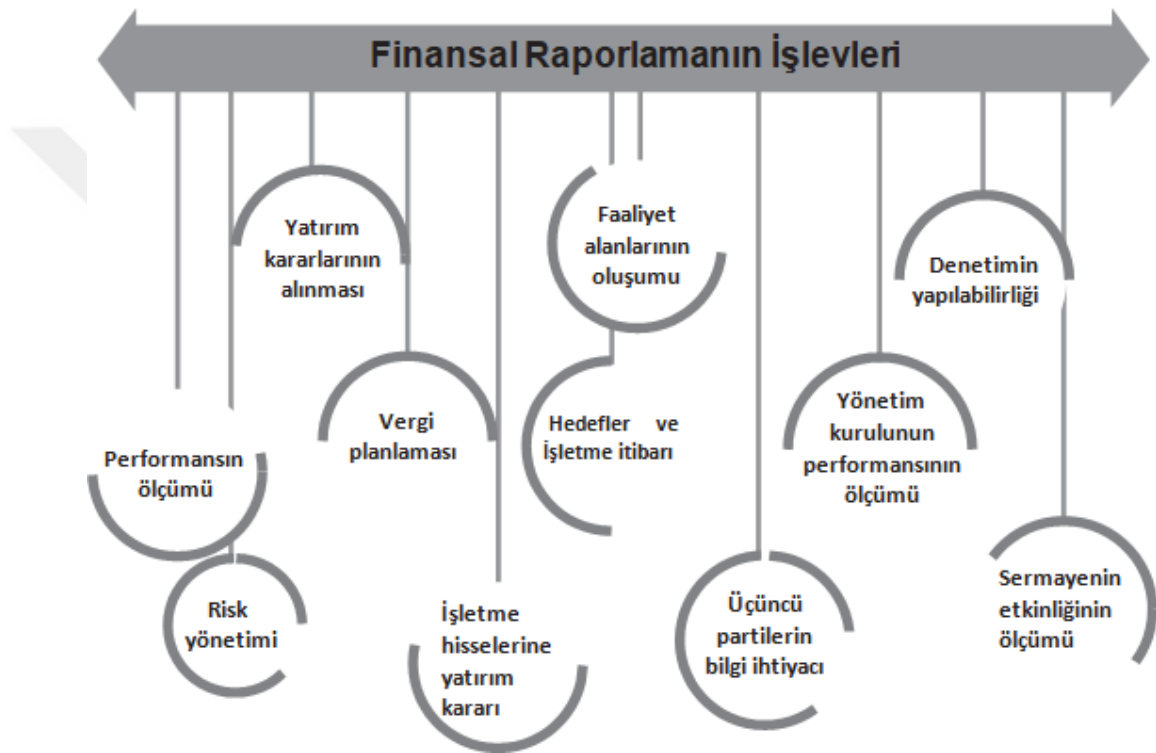 Finansal Raporlamanın İşlevleri
Performansın
ölçümü
Risk
yönetimi
Yatırım
kararlarının
alınması
Vergi
planlaması
İşletme
hisselerine
yatırım
kararı
Faaliyet
alanlarının
oluşumu
Hedefler ve
İşletme itibarı
Üçüncü
partilerin
bilgi ihtiyacı
Yönetim
kurulunun
performansının
ölçümü
Denetimin
yapılabilirliği
Sermayenin
etkinliğinin
ölçümü